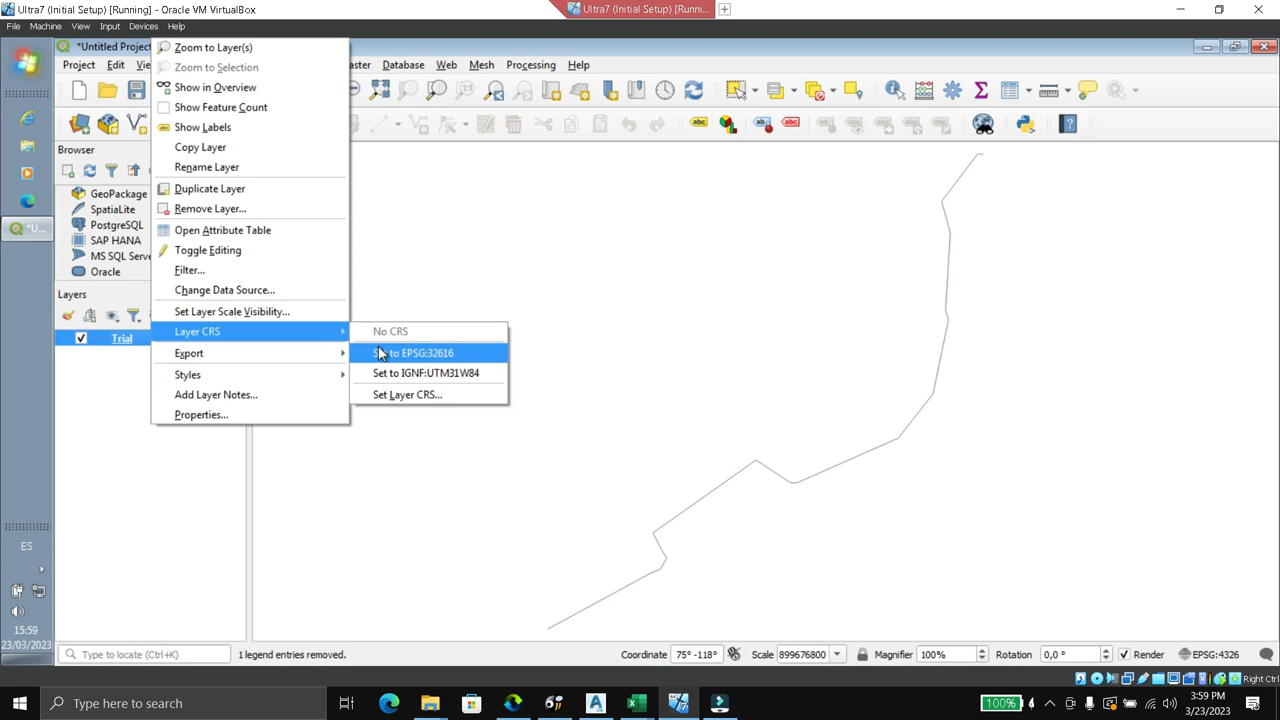 Ultra7 (Initial Setup) [Running] - Oracle VM VirtualBox
Ultra7 (Initial Setup) [Runni...
File Machine View Input Devices Help
*Untitled Project
Project Edit Database Web Mesh Processing Help
Zoom to Layer(s)
Zoom to Selection
Show in Overview
Show Feature Count
Show Labels
Copy Layer
Rename Layer
Duplicate Layer
Remove Layer...
Open Attribute Table
Toggle Editing
Filter...
Change Data Source...
Set Layer Scale Visibility...
Layer CRS
Export
Styles
Add Layer Notes...
Properties...
No CRS
to EPSG:32616
Set to IGNF:UTM31W84
Set Layer CRS...
Browser
GeoPackage
SpatiaLite
PostgreSQL
SAP HANA
MS SQL Serve
Oracle
Layers
Trial
"U...
ES
15:59
23/03/2023
Type to locate (Ctrl+K)
1 legend entries removed.
Coordinate 75° -118° Scale 899676800 Magnifier 100% Rotation 0,0 ° Render EPSG:4326
Right Ctrl
Type here to search
100%
3:59 PM
3/23/2023